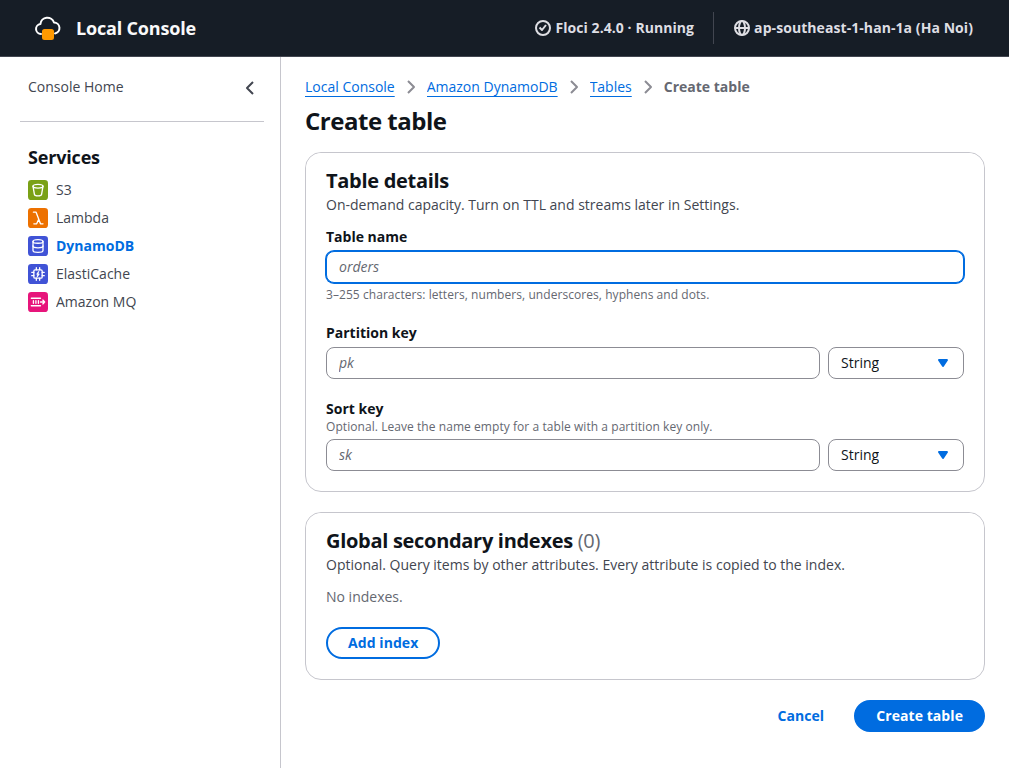 Local Console
Floci 2.4.0 · Running
ap-southeast-1-han-1a (Ha Noi)
Console Home
Services
S3
Lambda
DynamoDB
ElastiCache
Amazon MQ
Local Console > Amazon DynamoDB > Tables > Create table
Create table
Table details
On-demand capacity. Turn on TTL and streams later in Settings.
Table name
orders
3–255 characters: letters, numbers, underscores, hyphens and dots.
Partition key
pk String
Sort key
Optional. Leave the name empty for a table with a partition key only.
sk String
Global secondary indexes (0)
Optional. Query items by other attributes. Every attribute is copied to the index.
No indexes.
Add index
Cancel Create table